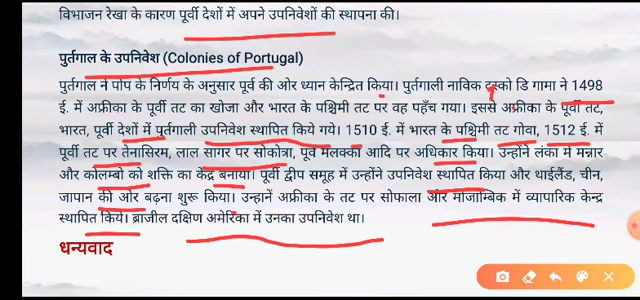 विभाजन रेखा के कारण पूर्वी देशों में अपने उपनिवेशों की स्थापना की।
पुर्तगाल के उपनिवेश (Colonies of Portugal)
पुर्तगाल ने पोप के निर्णय के अनुसार पूर्व की ओर ध्यान केन्द्रित किया। पुर्तगाली नाविक डि गामा ने 1498
ई. में अफ्रीका के पूर्वी तट का खोजा और भारत के पश्चिमी तट पर वह पहुँच गया। इससे अफ्रीका के पूर्वी तट,
भारत, पूर्वी देशों में पुर्तगाली उपनिवेश स्थापित किये गये। 1510 ई. में भारत के पश्चिमी तट गोवा, 1512 ई. में
पूर्वी तट पर तेनासिरम, लाल सागर पर सोकोत्रा, पूर्व मलक्का आदि पर अधिकार किया। उन्होंने लंका में मन्नार
और कोलम्बो को शक्ति का केंद्र बनाया। पूर्वी द्वीप समूह में उन्होंने उपनिवेश स्थापित किया और थाईलैंड, चीन,
जापान की ओर बढ़ना शुरू किया। उन्होंने अफ्रीका के तट पर सोफाला और मोजाम्बिक में व्यापारिक केन्द्र
स्थापित किये। ब्राजील दक्षिण अमेरिका में उनका उपनिवेश था।
धन्यवाद